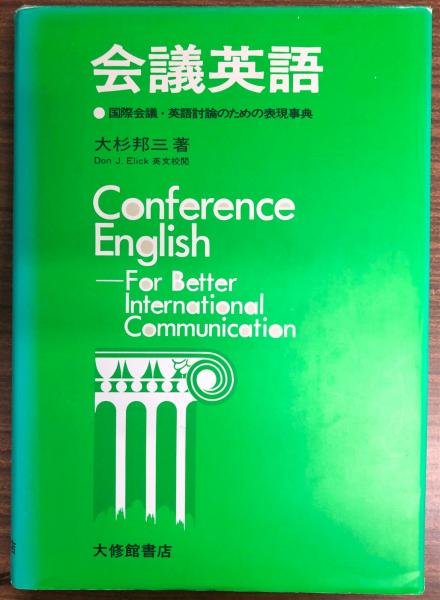 会議英語
●国際会議・英語討論のための表現事典
大杉邦三 著
Don J. Elick 英文校閲
Conference
English
—For Better
International
Communication
大修館書店